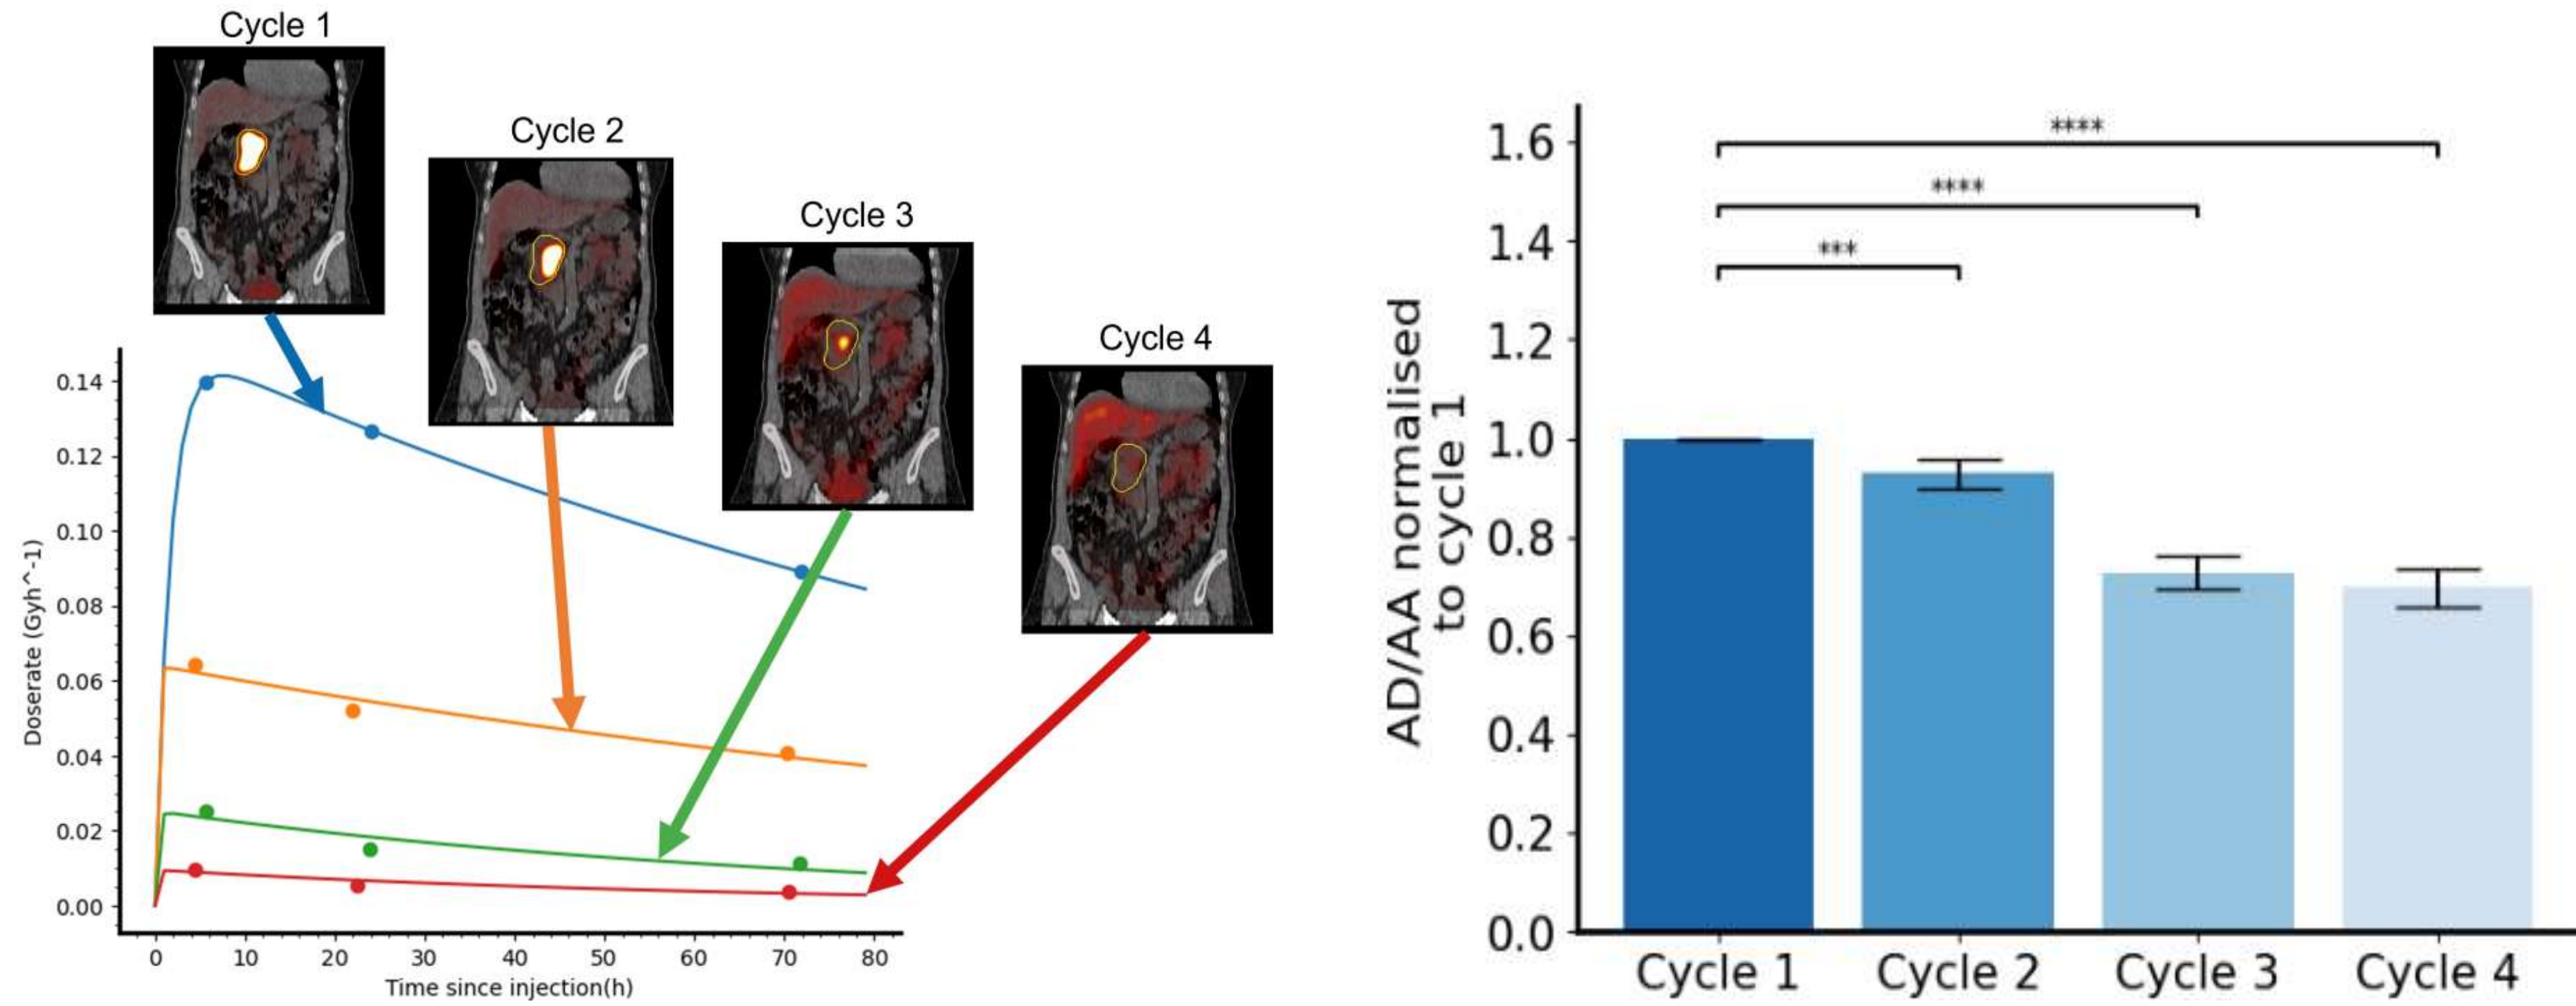 Cycle 1
Cycle 2
Cycle 3
Cycle 4
Doserate (Gyh^-1)
0.14
0.12
0.10
0.08
0.06
0.04
0.02
0.00
0 10 20 30 40 50 60 70 80
Time since injection(h)
AD/AA normalised
to cycle 1
1.6
1.4
1.2
1.0
0.8
0.6
0.4
0.2
0.0
****
****
***
Cycle 1 Cycle 2 Cycle 3 Cycle 4